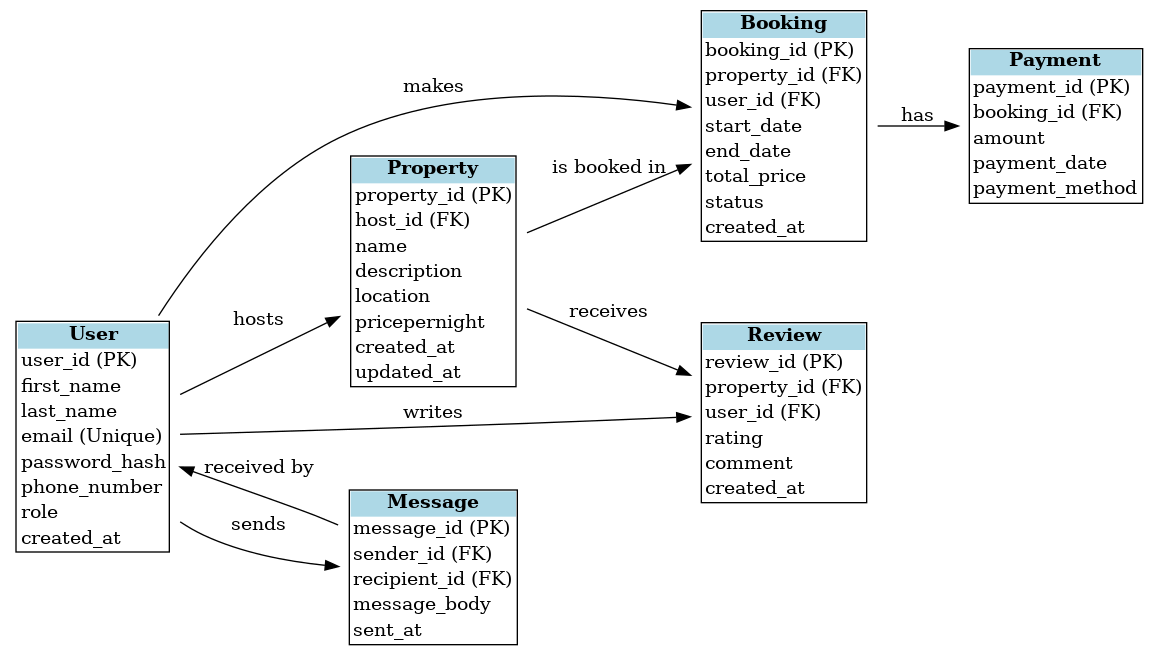 Booking
booking_id (PK)
property_id (FK)
user_id (FK)
start_date
end_date
total_price
status
created_at
Payment
payment_id (PK)
booking_id (FK)
amount
payment_date
payment_method
makes
has
is booked in
Property
property_id (PK)
host_id (FK)
name
description
location
pricepernight
created_at
updated_at
hosts
receives
User
user_id (PK)
first_name
last_name
email (Unique)
password_hash
phone_number
role
created_at
Review
review_id (PK)
property_id (FK)
user_id (FK)
rating
comment
created_at
writes
received by
sends
Message
message_id (PK)
sender_id (FK)
recipient_id (FK)
message_body
sent_at